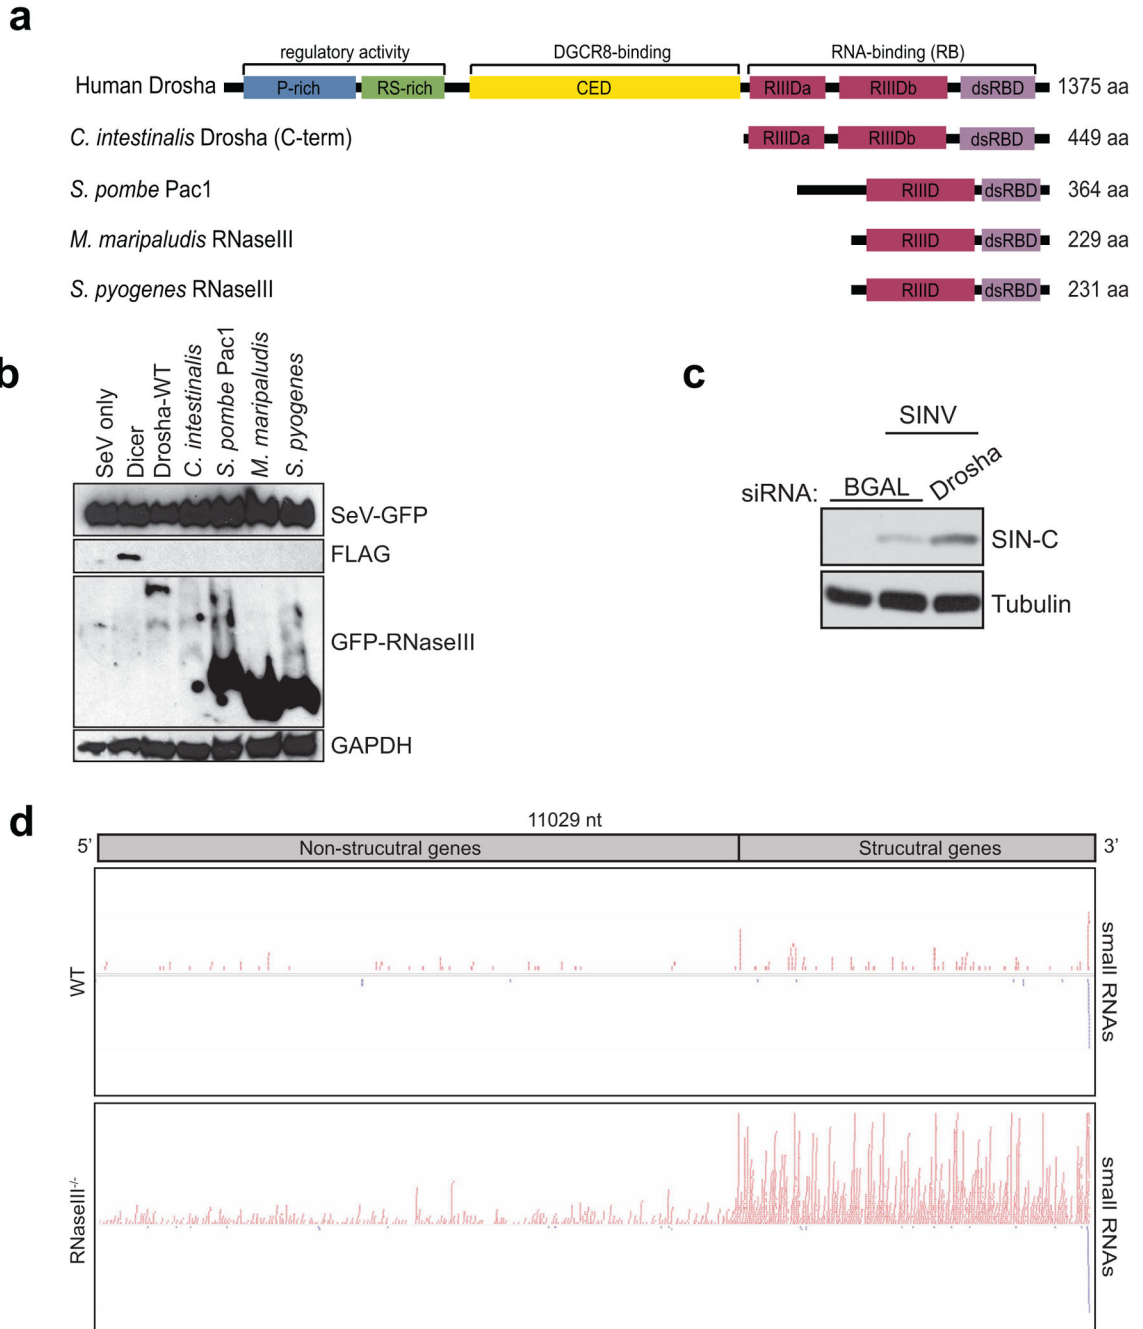 a
regulatory activity DGCR8-binding RNA-binding (RB)
Human Drosha P-rich RS-rich CED RIIIDa RIIIDb dsRBD 1375 aa
C. intestinalis Drosha (C-term) RIIIDa RIIIDb dsRBD 449 aa
S. pombe Pac1 RIIID dsRBD 364 aa
M. maripaludis RNaseIII RIIID dsRBD 229 aa
S. pyogenes RNaseIII RIIID dsRBD 231 aa
b
SeV only
Dicer
Drosha-WT
C. intestinalis
S. pombe Pac1
M. maripaludis
S. pyogenes
SeV-GFP
FLAG
GFP-RNaseIII
GAPDH
c
SINV
siRNA: BGAL Drosha
SIN-C
Tubulin
d
11029 nt
5’ Non-strucutral genes Strucutral genes 3’
WT
small RNAs
RNaseIII-/-
small RNAs